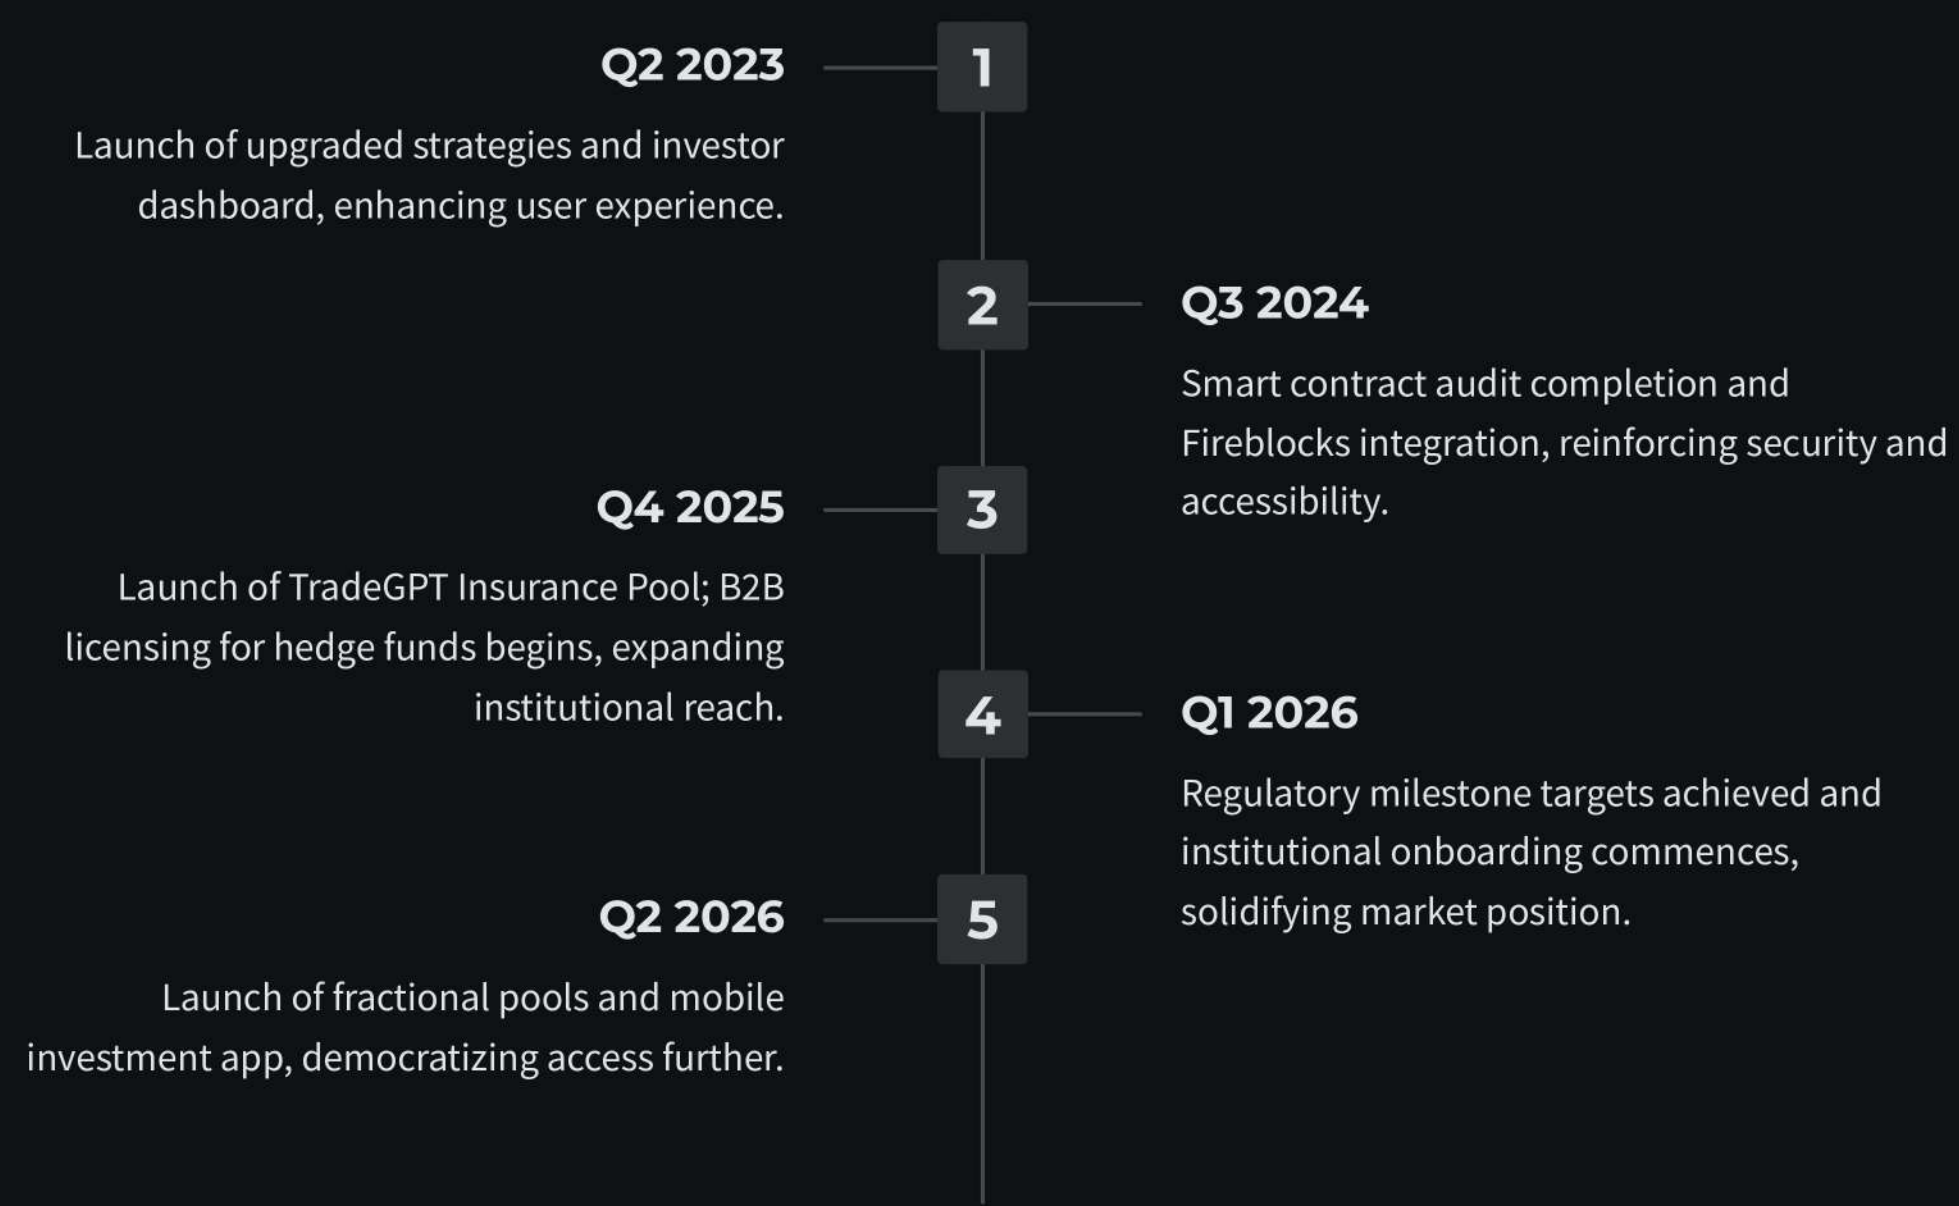 Q2 2023
1
Launch of upgraded strategies and investor
dashboard, enhancing user experience.
2
Q3 2024
Smart contract audit completion and
Fireblocks integration, reinforcing security and
accessibility.
Q4 2025
3
Launch of TradeGPT Insurance Pool; B2B
licensing for hedge funds begins, expanding
institutional reach.
4
Q1 2026
Regulatory milestone targets achieved and
institutional onboarding commences,
solidifying market position.
Q2 2026
5
Launch of fractional pools and mobile
investment app, democratizing access further.